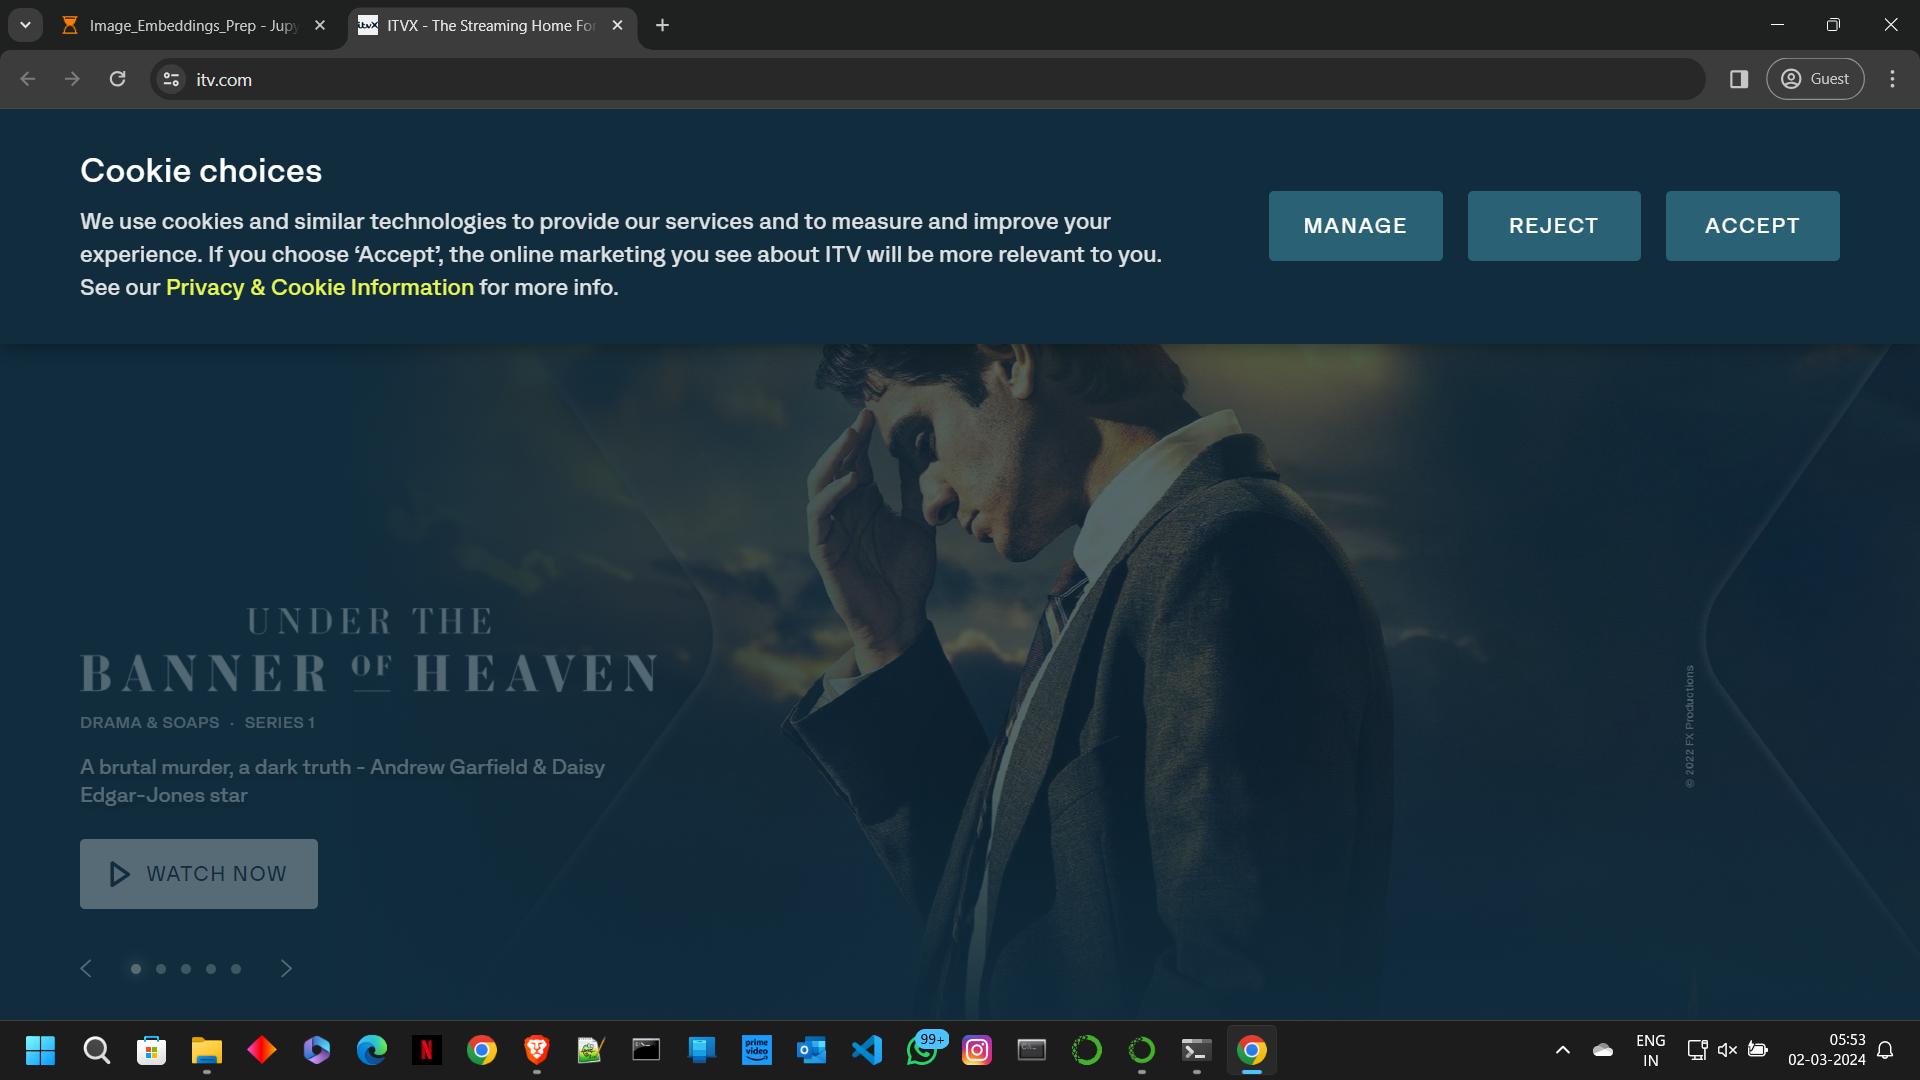 Image_Embeddings_Prep - Jupy
itvX
ITVX - The Streaming Home For
itv.com
Guest
Cookie choices
We use cookies and similar technologies to provide our services and to measure and improve your
experience. If you choose ‘Accept’, the online marketing you see about ITV will be more relevant to you.
See our Privacy & Cookie Information for more info.
MANAGE
REJECT
ACCEPT
UNDER THE
BANNER OF HEAVEN
DRAMA & SOAPS · SERIES 1
A brutal murder, a dark truth - Andrew Garfield & Daisy
Edgar-Jones star
WATCH NOW
© 2022 FX Productions
N
prime
video
99+
ENG
IN
05:53
02-03-2024